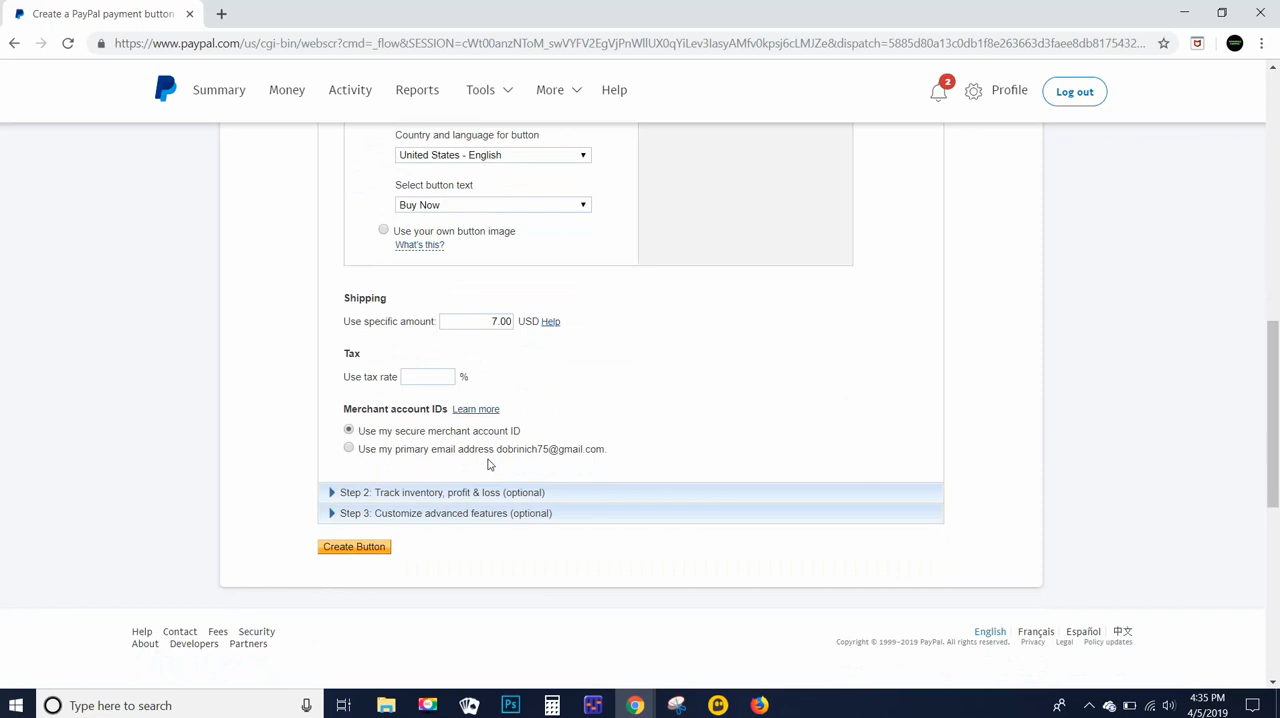 Create a PayPal payment button
https://www.paypal.com/us/cgi-bin/webscr?cmd=_flow&SESSION=cWt00anzNToM_swVYFV2EgVjPnWllUX0qYiLev3IasyAMfv0kpsj6cLMJZe&dispatch=5885d80a13c0db1f8e263663d3faee8db8175432...
Summary Money Activity Reports Tools More Help 2 Profile Log out
Country and language for button
United States - English
Select button text
Buy Now
Use your own button image
What's this?
Shipping
Use specific amount: 7.00 USD Help
Tax
Use tax rate %
Merchant account IDs Learn more
Use my secure merchant account ID
Use my primary email address dobrinich75@gmail.com.
Step 2: Track inventory, profit & loss (optional)
Step 3: Customize advanced features (optional)
Create Button
Help Contact Fees Security
About Developers Partners
English Français Español 中文
Copyright © 1999-2019 PayPal. All rights reserved. Privacy Legal Policy updates
Type here to search
Ps
4:35 PM
4/5/2019